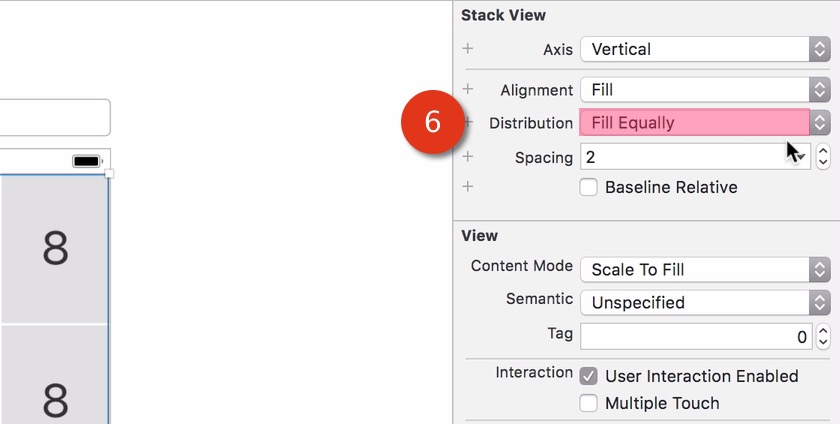 Stack View
+ Axis Vertical
+ Alignment Fill
6
+ Distribution Fill Equally
+ Spacing 2
+ Baseline Relative
8
View
Content Mode Scale To Fill
Semantic Unspecified
Tag 0
Interaction User Interaction Enabled
8
Multiple Touch